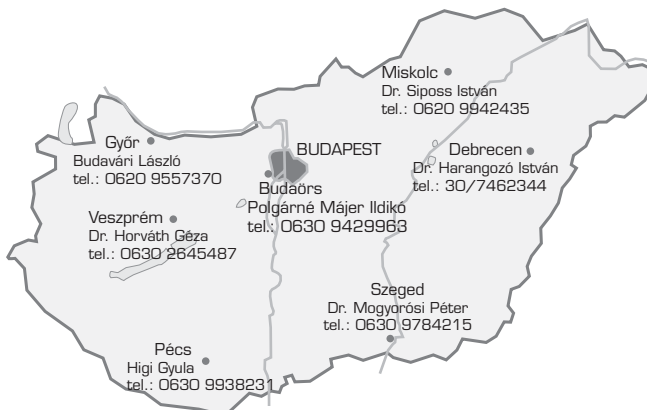 Miskolc
Dr. Siposs István
tel.: 0620 9942435
Győr
Budavári László
tel.: 0620 9557370
BUDAPEST
Debrecen
Dr. Harangozó István
tel.: 30/7462344
Budaörs
Polgárné Májer Ildikó
tel.: 0630 9429963
Veszprém
Dr. Horváth Géza
tel.: 0630 2645487
Szeged
Dr. Mogyorósi Péter
tel.: 0630 9784215
Pécs
Higi Gyula
tel.: 0630 9938231